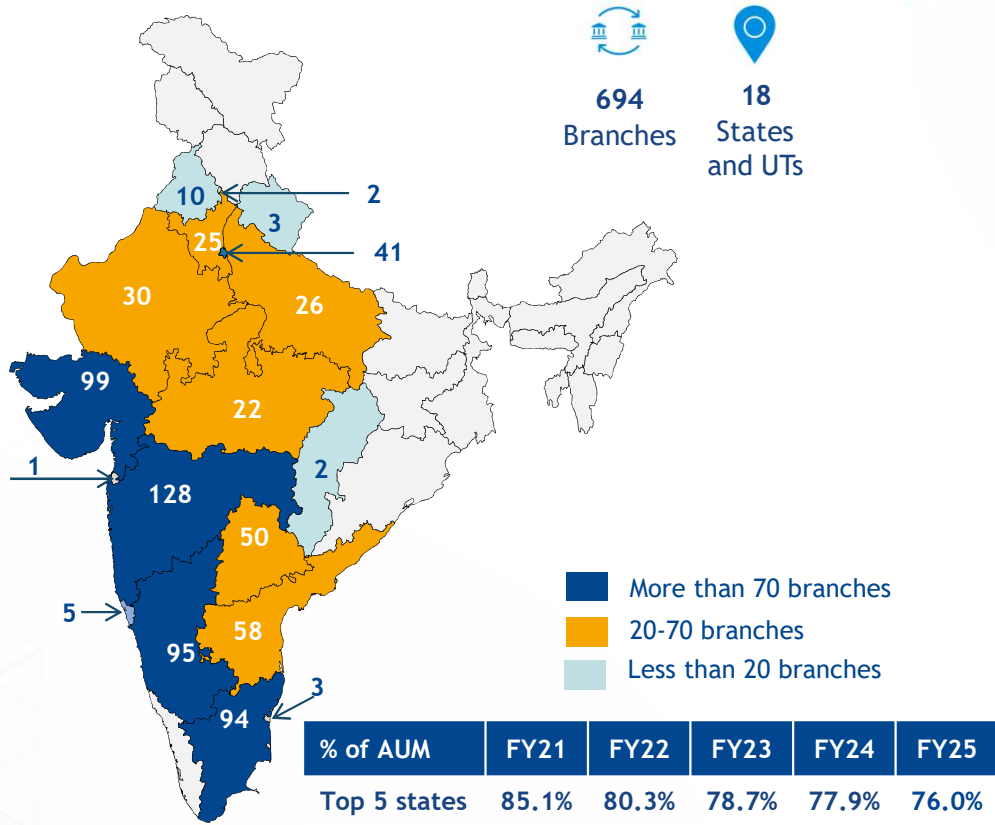 694
Branches
18
States
and UTs
10
2
3
25
41
30
26
99
22
1
128
2
50
5
58
95
3
94
More than 70 branches
20-70 branches
Less than 20 branches
% of AUM FY21 FY22 FY23 FY24 FY25
Top 5 states 85.1% 80.3% 78.7% 77.9% 76.0%